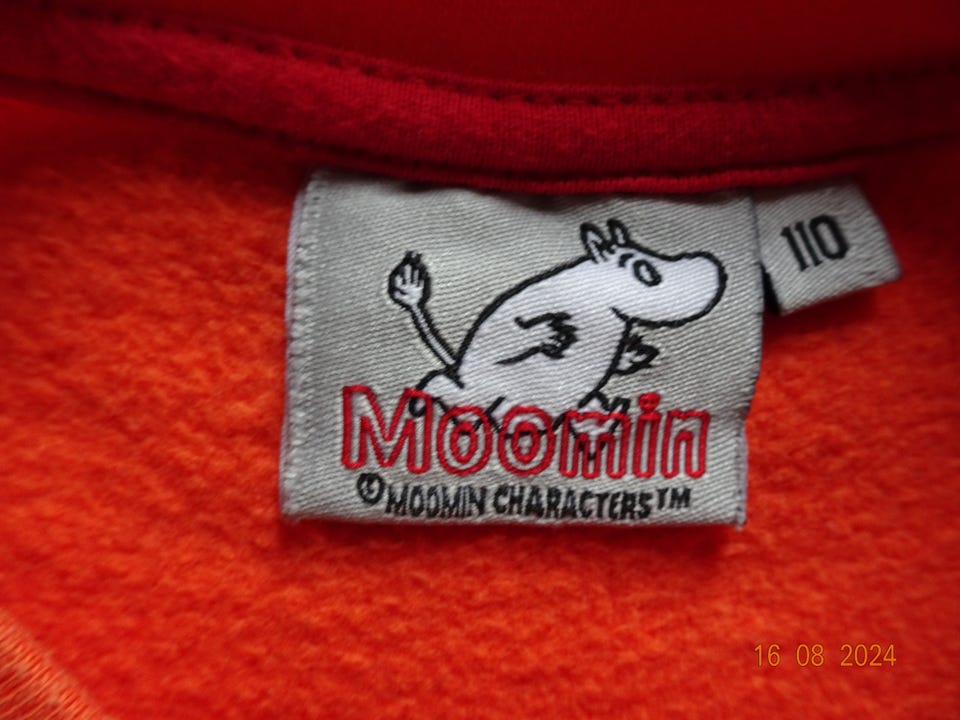 110
Moomin
© MOOMIN CHARACTERS™
16 08 2024